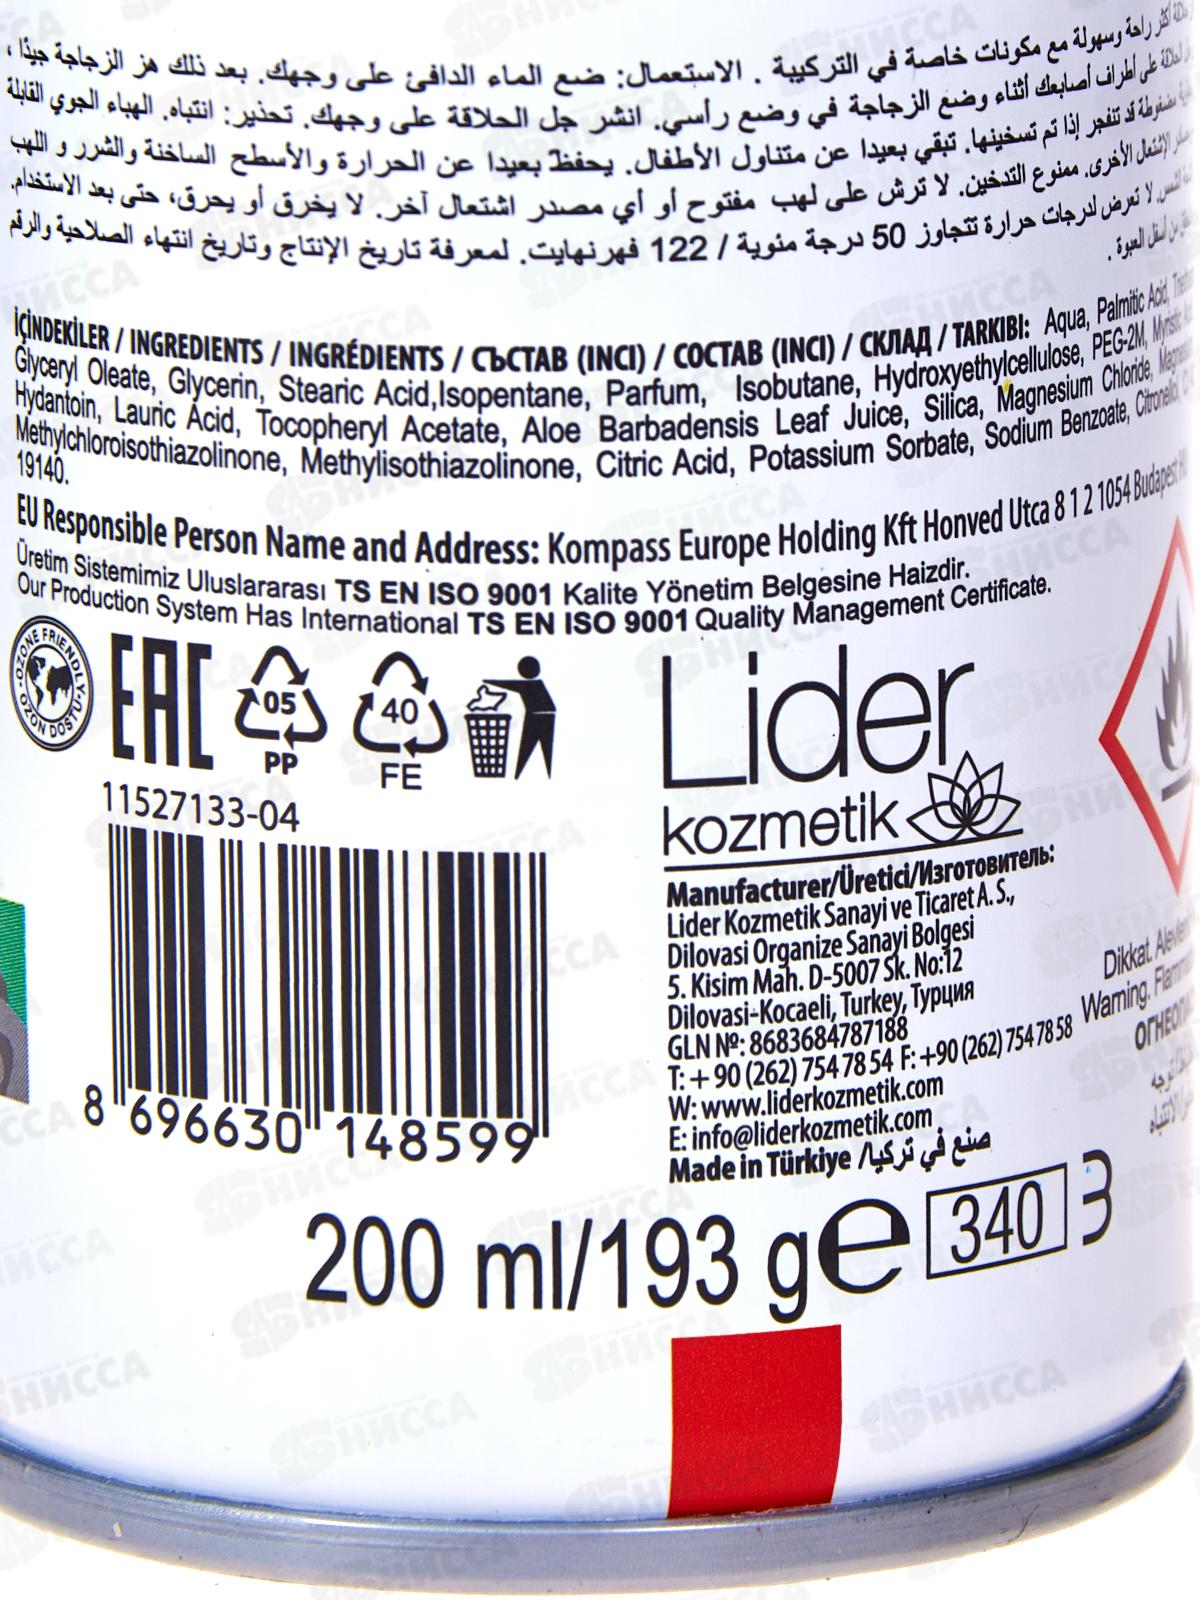 حلاقة أكثر راحة وسهولة مع مكونات خاصة في التركيبة . الاستعمال: ضع الماء الدافئ على وجهك. بعد ذلك هز الزجاجة جيدًا ،
الحلاقة على أطراف أصابعك أثناء وضع الزجاجة في وضع رأسي. انشر جل الحلاقة على وجهك. تحذير: انتباه. الهباء الجوي القابلة
مضغوطة قد تنفجر إذا تم تسخينها. تبقي بعيدا عن متناول الأطفال. يحفظ بعيدا عن الحرارة والأسطح الساخنة والشرر و اللهب
الإشتعال الأخرى. ممنوع التدخين. لا ترش على لهب مفتوح أو أي مصدر اشتعال آخر. لا يخرق أو يحرق، حتى بعد الاستخدام.
الشمس. لا تعرض لدرجات حرارة تتجاوز 50 درجة مئوية / 122 فهرنهايت. لمعرفة تاريخ الإنتاج وتاريخ انتهاء الصلاحية والرقم
من أسفل العبوة .
İÇİNDEKİLER / INGREDIENTS / INGRÉDIENTS / СЪСТАВ (INCI) / СОСТАВ (INCI) / СКЛАД / TARKIBI: Aqua, Palmitic Acid,
Glyceryl Oleate, Glycerin, Stearic Acid,Isopentane, Parfum, Isobutane, Hydroxyethylcellulose, PEG-2M, Myristic
Hydantoin, Lauric Acid, Tocopheryl Acetate, Aloe Barbadensis Leaf Juice, Silica, Magnesium Chloride,
Methylchloroisothiazolinone, Methylisothiazolinone, Citric Acid, Potassium Sorbate, Sodium Benzoate,
19140.
EU Responsible Person Name and Address: Kompass Europe Holding Kft Honved Utca 8 1 2 1054 Budapest
Üretim Sistemimiz Uluslararası TS EN ISO 9001 Kalite Yönetim Belgesine Haizdir.
Our Production System Has International TS EN ISO 9001 Quality Management Certificate.
OZONE FRIENDLY
OZON DOSTU
EAC
05
PP
40
FE
11527133-04
8 696630 148599
Lider
kozmetik
Manufacturer/Üretici/Изготовитель:
Lider Kozmetik Sanayi ve Ticaret A.S.,
Dilovasi Organize Sanayi Bolgesi
5. Kisim Mah. D-5007 Sk. No:12
Dilovasi-Kocaeli, Turkey, Турция
GLN №: 8683684787188
T: + 90 (262) 754 78 54 F: +90 (262) 754 78 58
W: www.liderkozmetik.com
E: info@liderkozmetik.com
Made in Türkiye /صنع في تركيا
Dikkat.
Warning.
200 ml/193 g e 340